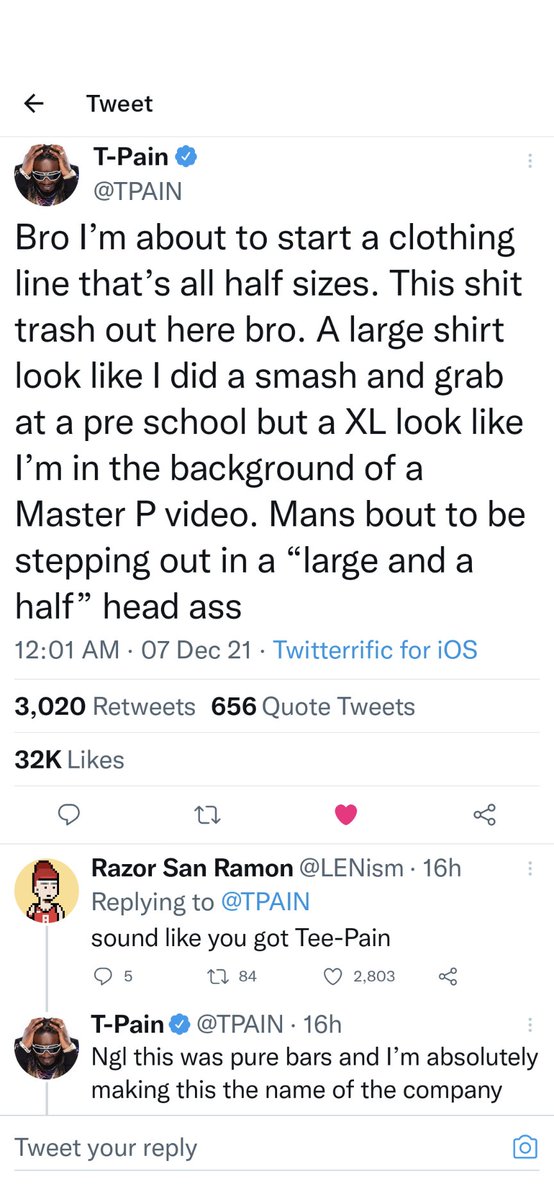 Tweet
T-Pain
@TPAIN
Bro I’m about to start a clothing
line that’s all half sizes. This shit
trash out here bro. A large shirt
look like I did a smash and grab
at a pre school but a XL look like
I’m in the background of a
Master P video. Mans bout to be
stepping out in a “large and a
half” head ass
12:01 AM · 07 Dec 21 · Twitterrific for iOS
3,020 Retweets 656 Quote Tweets
32K Likes
Razor San Ramon @LENism · 16h
Replying to @TPAIN
sound like you got Tee-Pain
5 84 2,803
T-Pain @TPAIN · 16h
Ngl this was pure bars and I’m absolutely
making this the name of the company
Tweet your reply